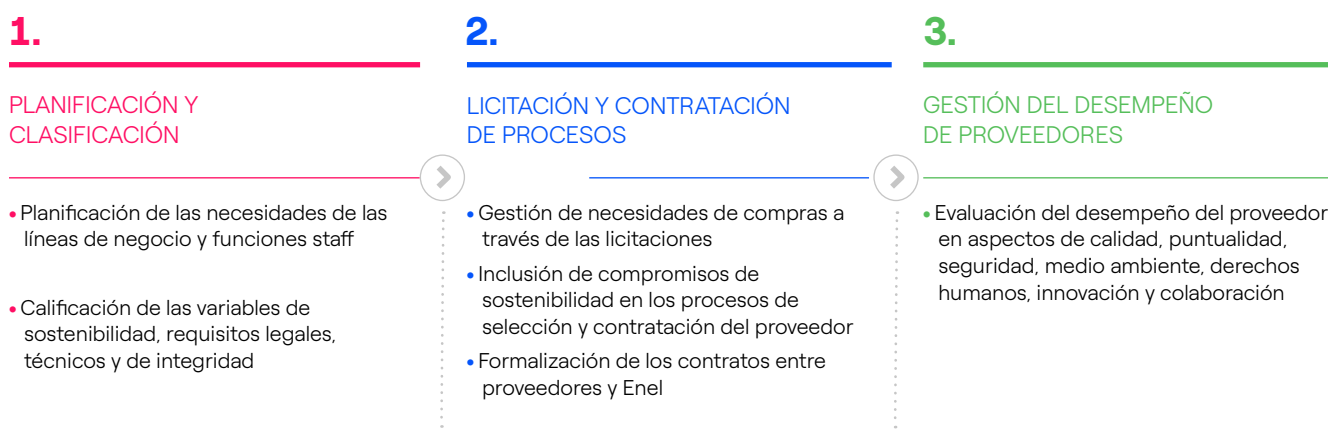 1.
PLANIFICACIÓN Y
CLASIFICACIÓN
• Planificación de las necesidades de las
líneas de negocio y funciones staff
• Calificación de las variables de
sostenibilidad, requisitos legales,
técnicos y de integridad
2.
LICITACIÓN Y CONTRATACIÓN
DE PROCESOS
• Gestión de necesidades de compras a
través de las licitaciones
• Inclusión de compromisos de
sostenibilidad en los procesos de
selección y contratación del proveedor
• Formalización de los contratos entre
proveedores y Enel
3.
GESTIÓN DEL DESEMPEÑO
DE PROVEEDORES
• Evaluación del desempeño del proveedor
en aspectos de calidad, puntualidad,
seguridad, medio ambiente, derechos
humanos, innovación y colaboración